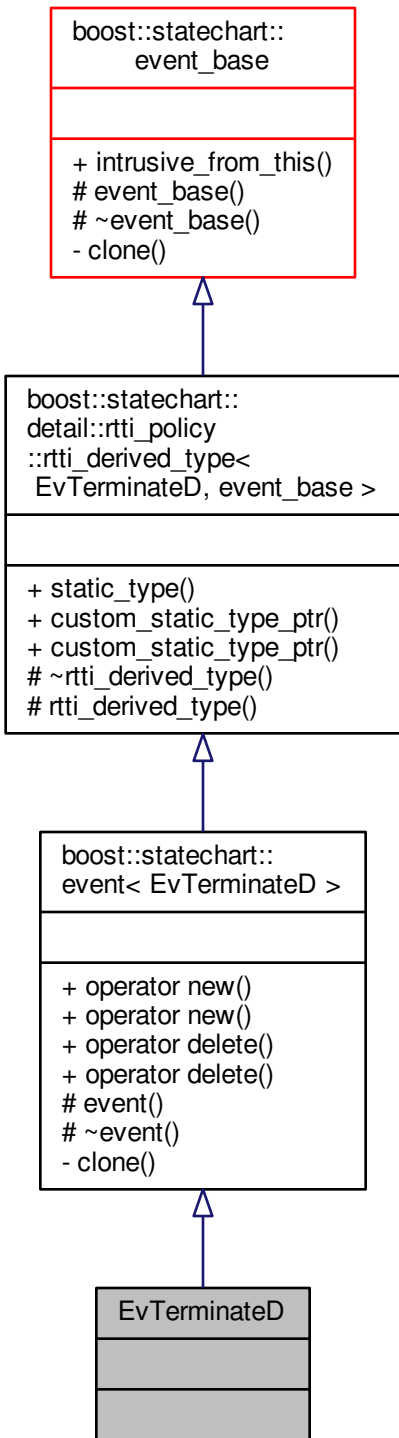 boost::statechart::
event_base
+ intrusive_from_this()
# event_base()
# ~event_base()
- clone()
boost::statechart::
detail::rtti_policy
::rtti_derived_type<
EvTerminateD, event_base >
+ static_type()
+ custom_static_type_ptr()
+ custom_static_type_ptr()
# ~rtti_derived_type()
# rtti_derived_type()
boost::statechart::
event< EvTerminateD >
+ operator new()
+ operator new()
+ operator delete()
+ operator delete()
# event()
# ~event()
- clone()
EvTerminateD